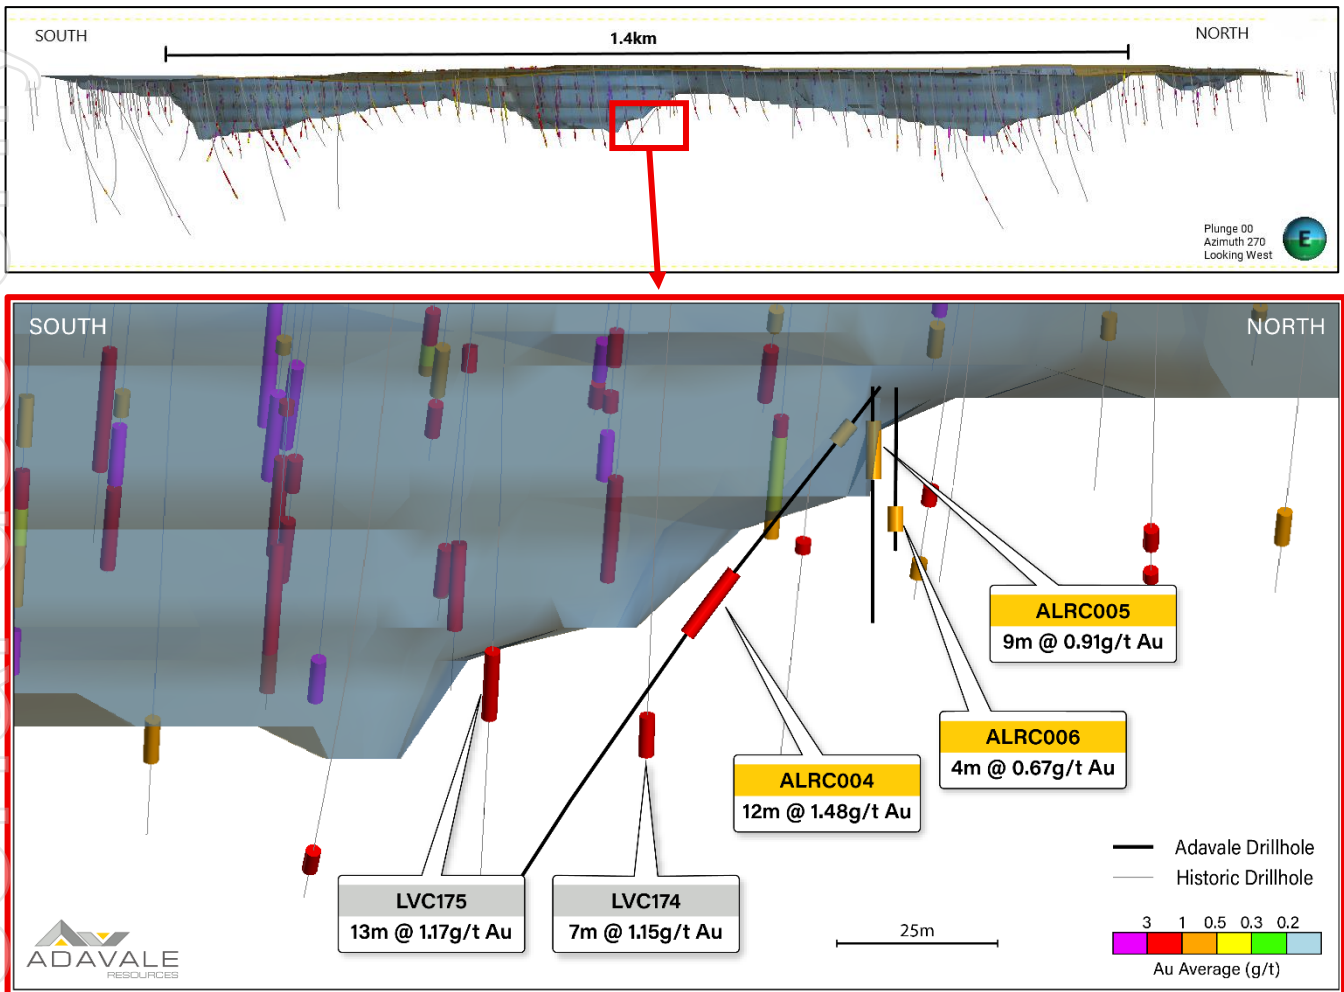 SOUTH
1.4km
NORTH
Plunge 00
Azimuth 270
Looking West
E
SOUTH
NORTH
ALRC005
9m @ 0.91g/t Au
ALRC006
4m @ 0.67g/t Au
ALRC004
12m @ 1.48g/t Au
LVC175
13m @ 1.17g/t Au
LVC174
7m @ 1.15g/t Au
Adavale Drillhole
Historic Drillhole
25m
3 1 0.5 0.3 0.2
Au Average (g/t)
ADAVALE
RESOURCES